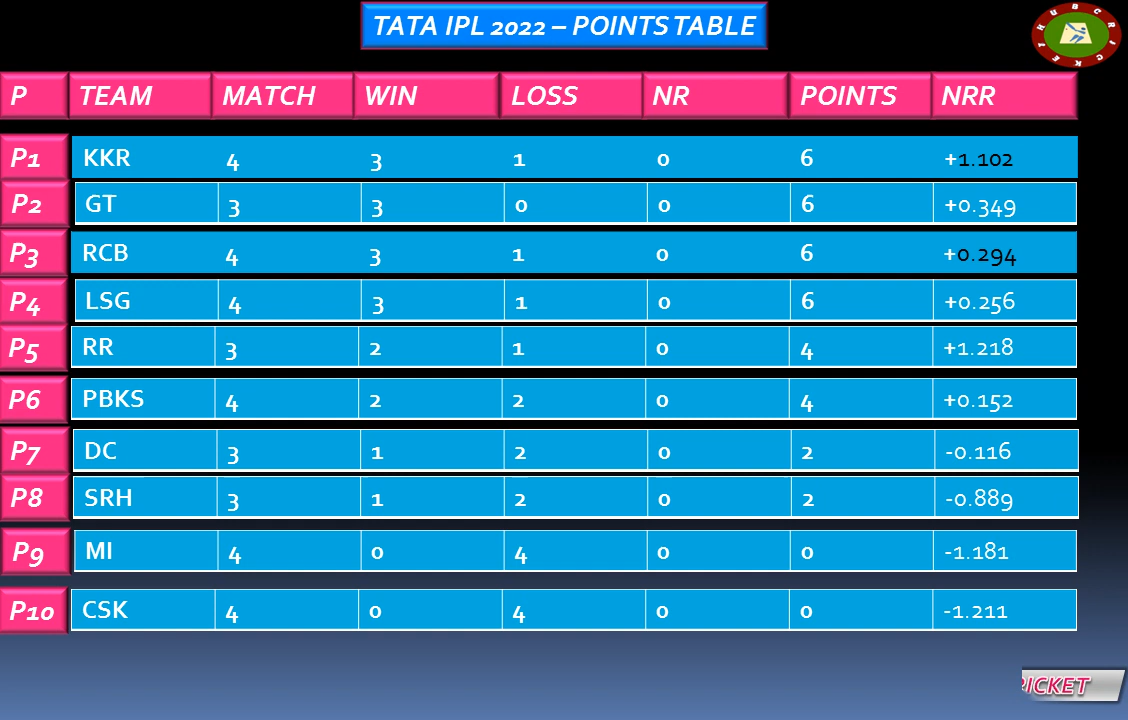 TATA IPL 2022 – POINTS TABLE
HUBCRICKET
P TEAM MATCH WIN LOSS NR POINTS NRR
P1 KKR 4 3 1 0 6 +1.102
P2 GT 3 3 0 0 6 +0.349
P3 RCB 4 3 1 0 6 +0.294
P4 LSG 4 3 1 0 6 +0.256
P5 RR 3 2 1 0 4 +1.218
P6 PBKS 4 2 2 0 4 +0.152
P7 DC 3 1 2 0 2 -0.116
P8 SRH 3 1 2 0 2 -0.889
P9 MI 4 0 4 0 0 -1.181
P10 CSK 4 0 4 0 0 -1.211
ICKET